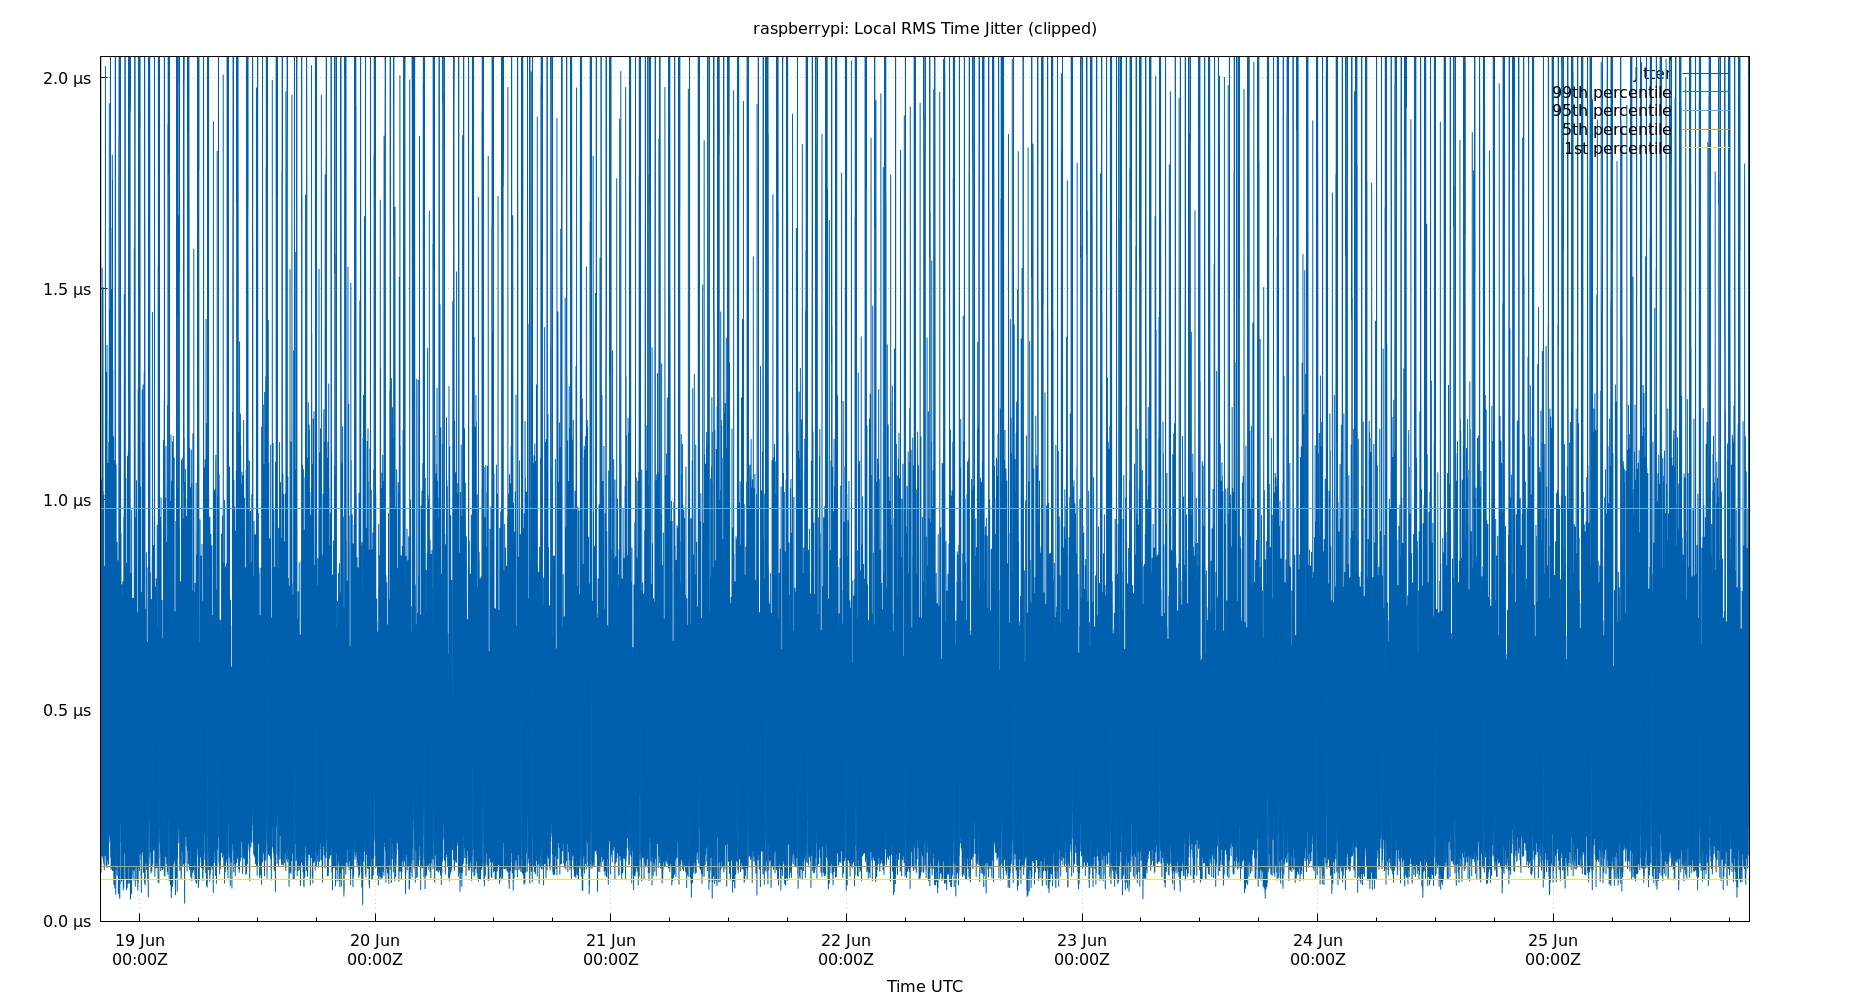 raspberrypi: Local RMS Time Jitter (clipped)
2.0 µs
1.5 µs
1.0 µs
0.5 µs
0.0 µs
jitter
99th percentile
95th percentile
5th percentile
1st percentile
19 Jun 20 Jun 21 Jun 22 Jun 23 Jun 24 Jun 25 Jun
00:00Z 00:00Z 00:00Z 00:00Z 00:00Z 00:00Z 00:00Z
Time UTC